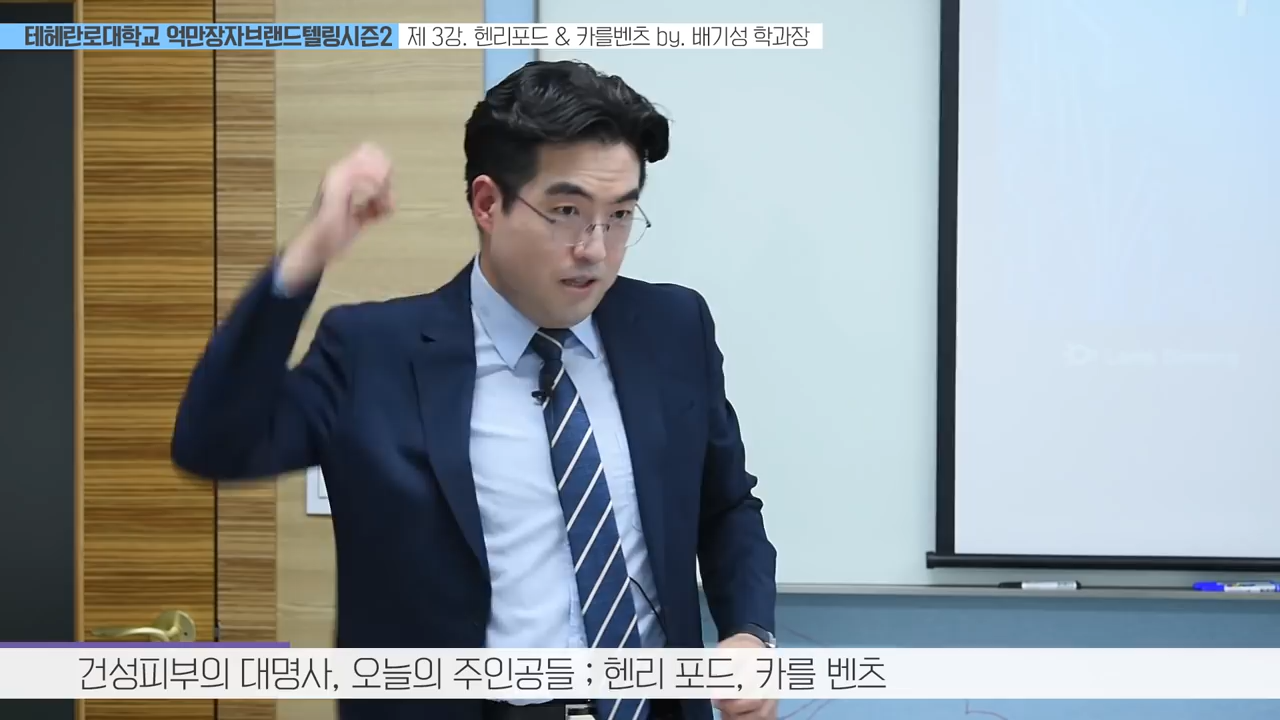 테헤란로대학교 억만장자브랜드텔링시즌2 제 3강. 헨리포드 & 카를벤츠 by. 배기성 학과장
건성피부의 대명사, 오늘의 주인공들 ; 헨리 포드, 카를 벤츠